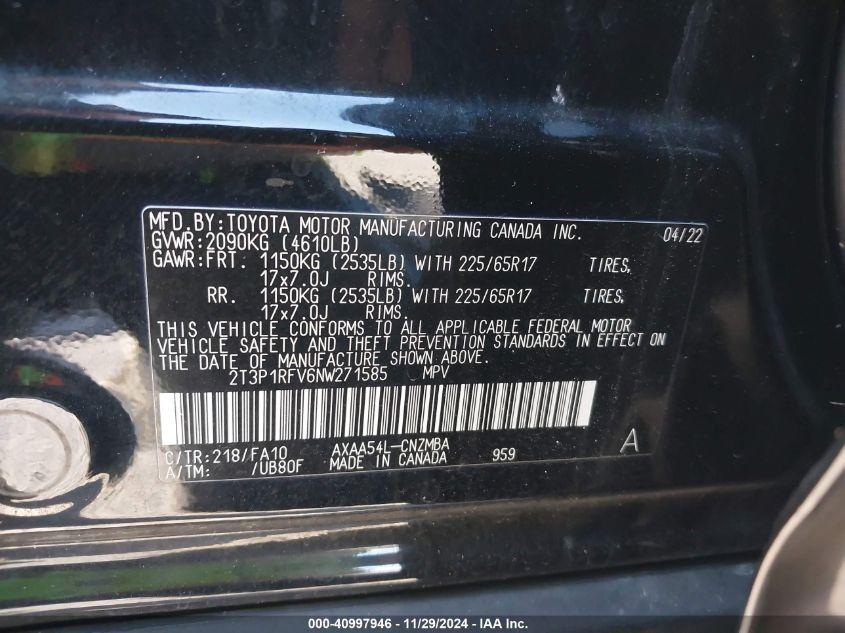 MFD.BY:TOYOTA MOTOR MANUFACTURING CANADA INC. 04/22
GVWR:2090KG (4610LB)
GAWR:FRT. 1150KG (2535LB) WITH 225/65R17 TIRES,
17x7.0J RIMS.
RR. 1150KG (2535LB) WITH 225/65R17 TIRES,
17x7.0J RIMS.
THIS VEHICLE CONFORMS TO ALL APPLICABLE FEDERAL MOTOR
VEHICLE SAFETY AND THEFT PREVENTION STANDARDS IN EFFECT ON
THE DATE OF MANUFACTURE SHOWN ABOVE.
2T3P1RFV6NW271585 MPV
C/TR:218/FA10 AXAA54L-CNZMBA A
A/TM: /UB80F MADE IN CANADA 959
000-40997946 - 11/29/2024 - IAA Inc.